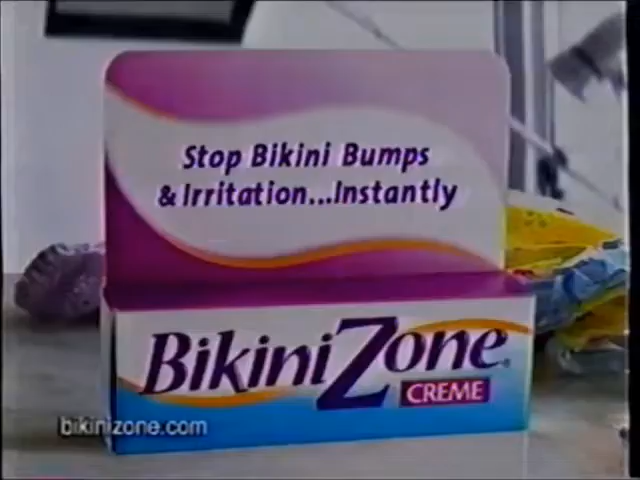 Stop Bikini Bumps
& Irritation...Instantly
BikiniZone®
CREME
bikinizone.com